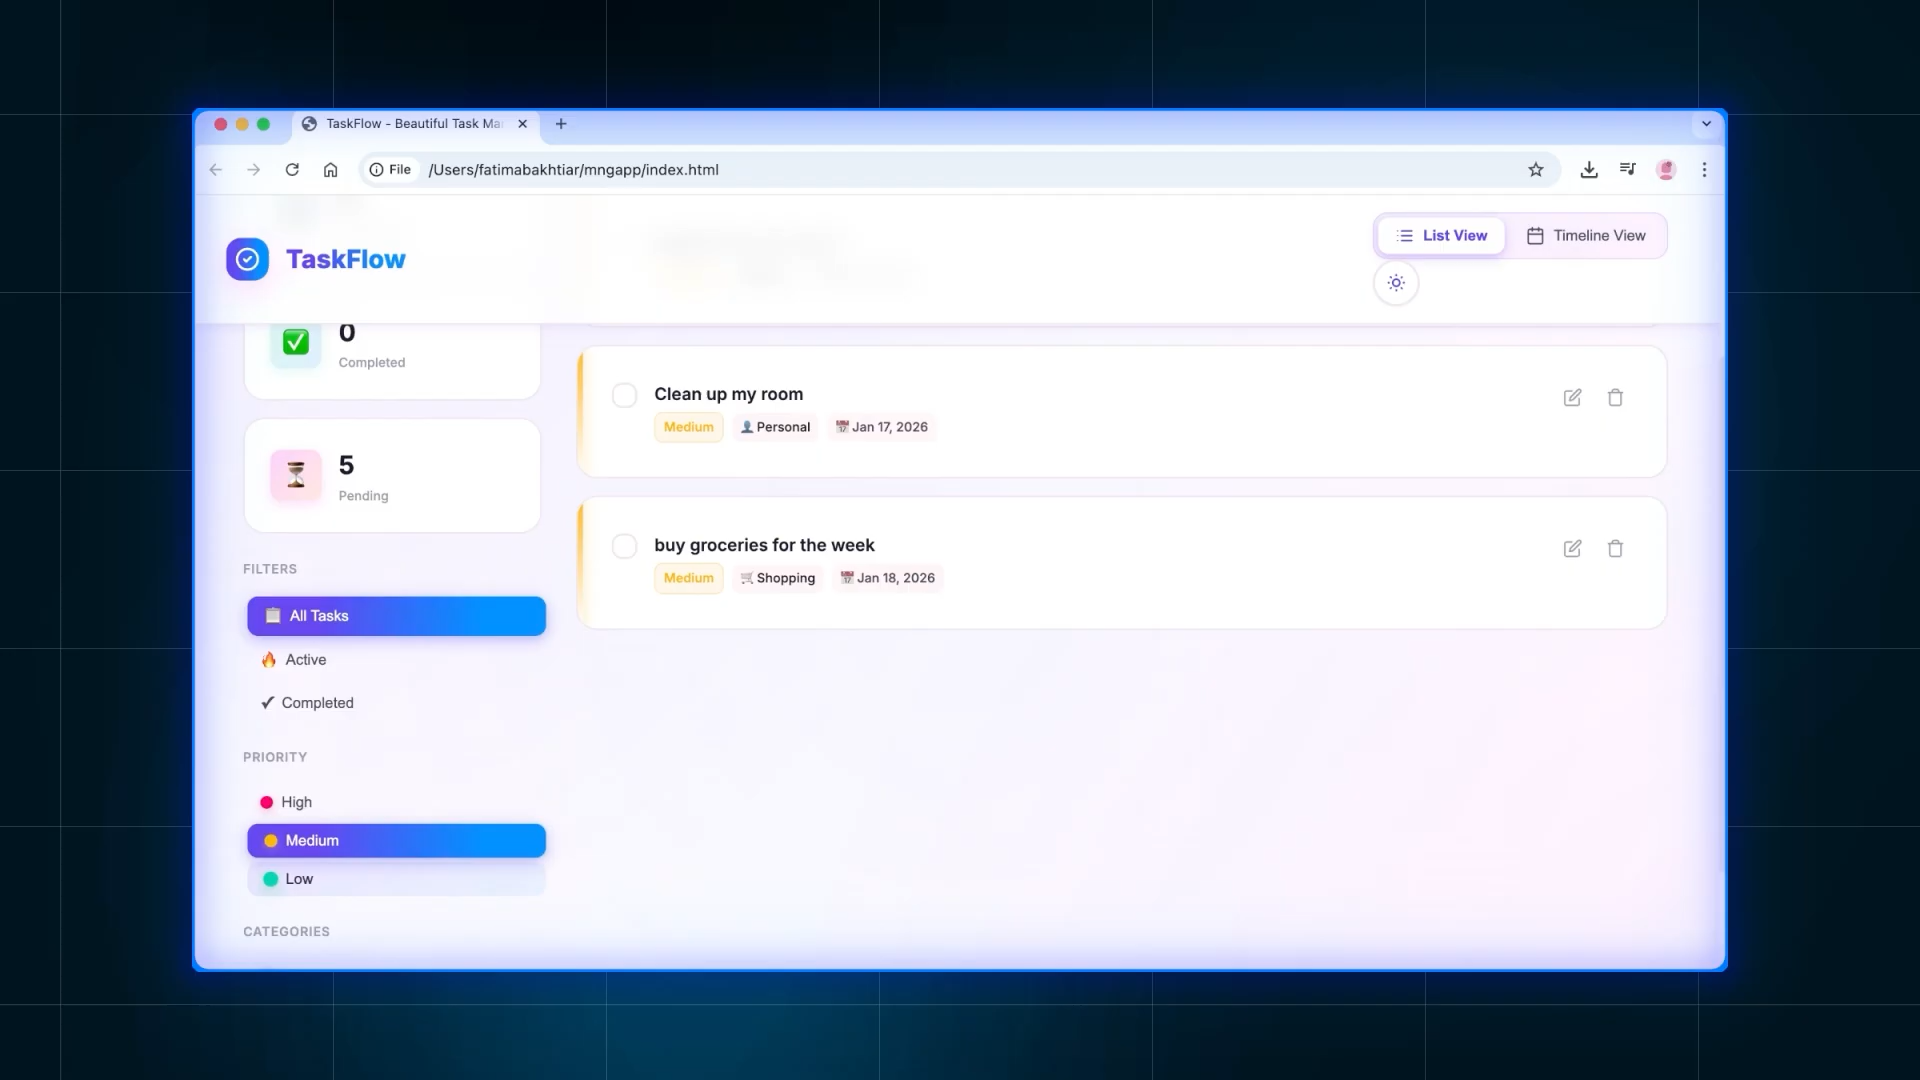 TaskFlow - Beautiful Task Ma
File
/Users/fatimabakhtiar/mngapp/index.html
TaskFlow
List View
Timeline View
0
Completed
5
Pending
FILTERS
All Tasks
Active
Completed
PRIORITY
High
Medium
Low
CATEGORIES
Clean up my room
Medium
Personal
Jan 17, 2026
buy groceries for the week
Medium
Shopping
Jan 18, 2026